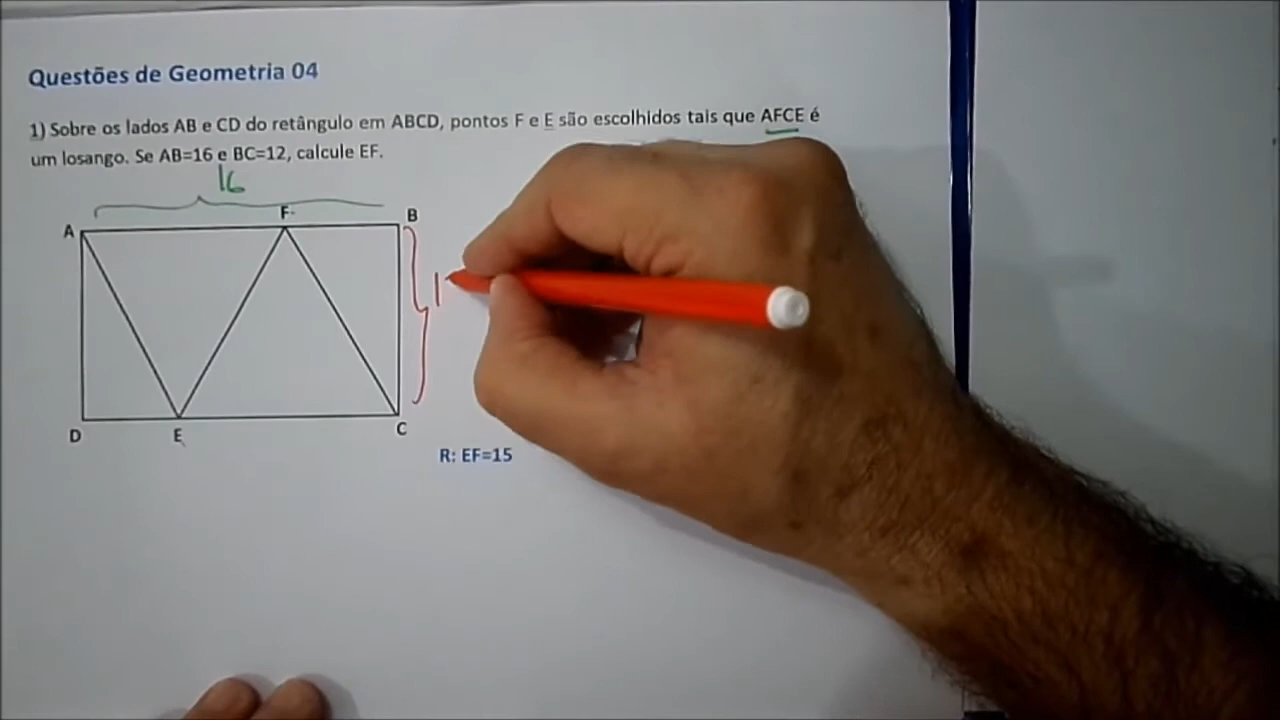 Questões de Geometria 04
1) Sobre os lados AB e CD do retângulo em ABCD, pontos F e E são escolhidos tais que AFCE é
um losango. Se AB=16 e BC=12, calcule EF.
16
A F B
1
D E C
R: EF=15